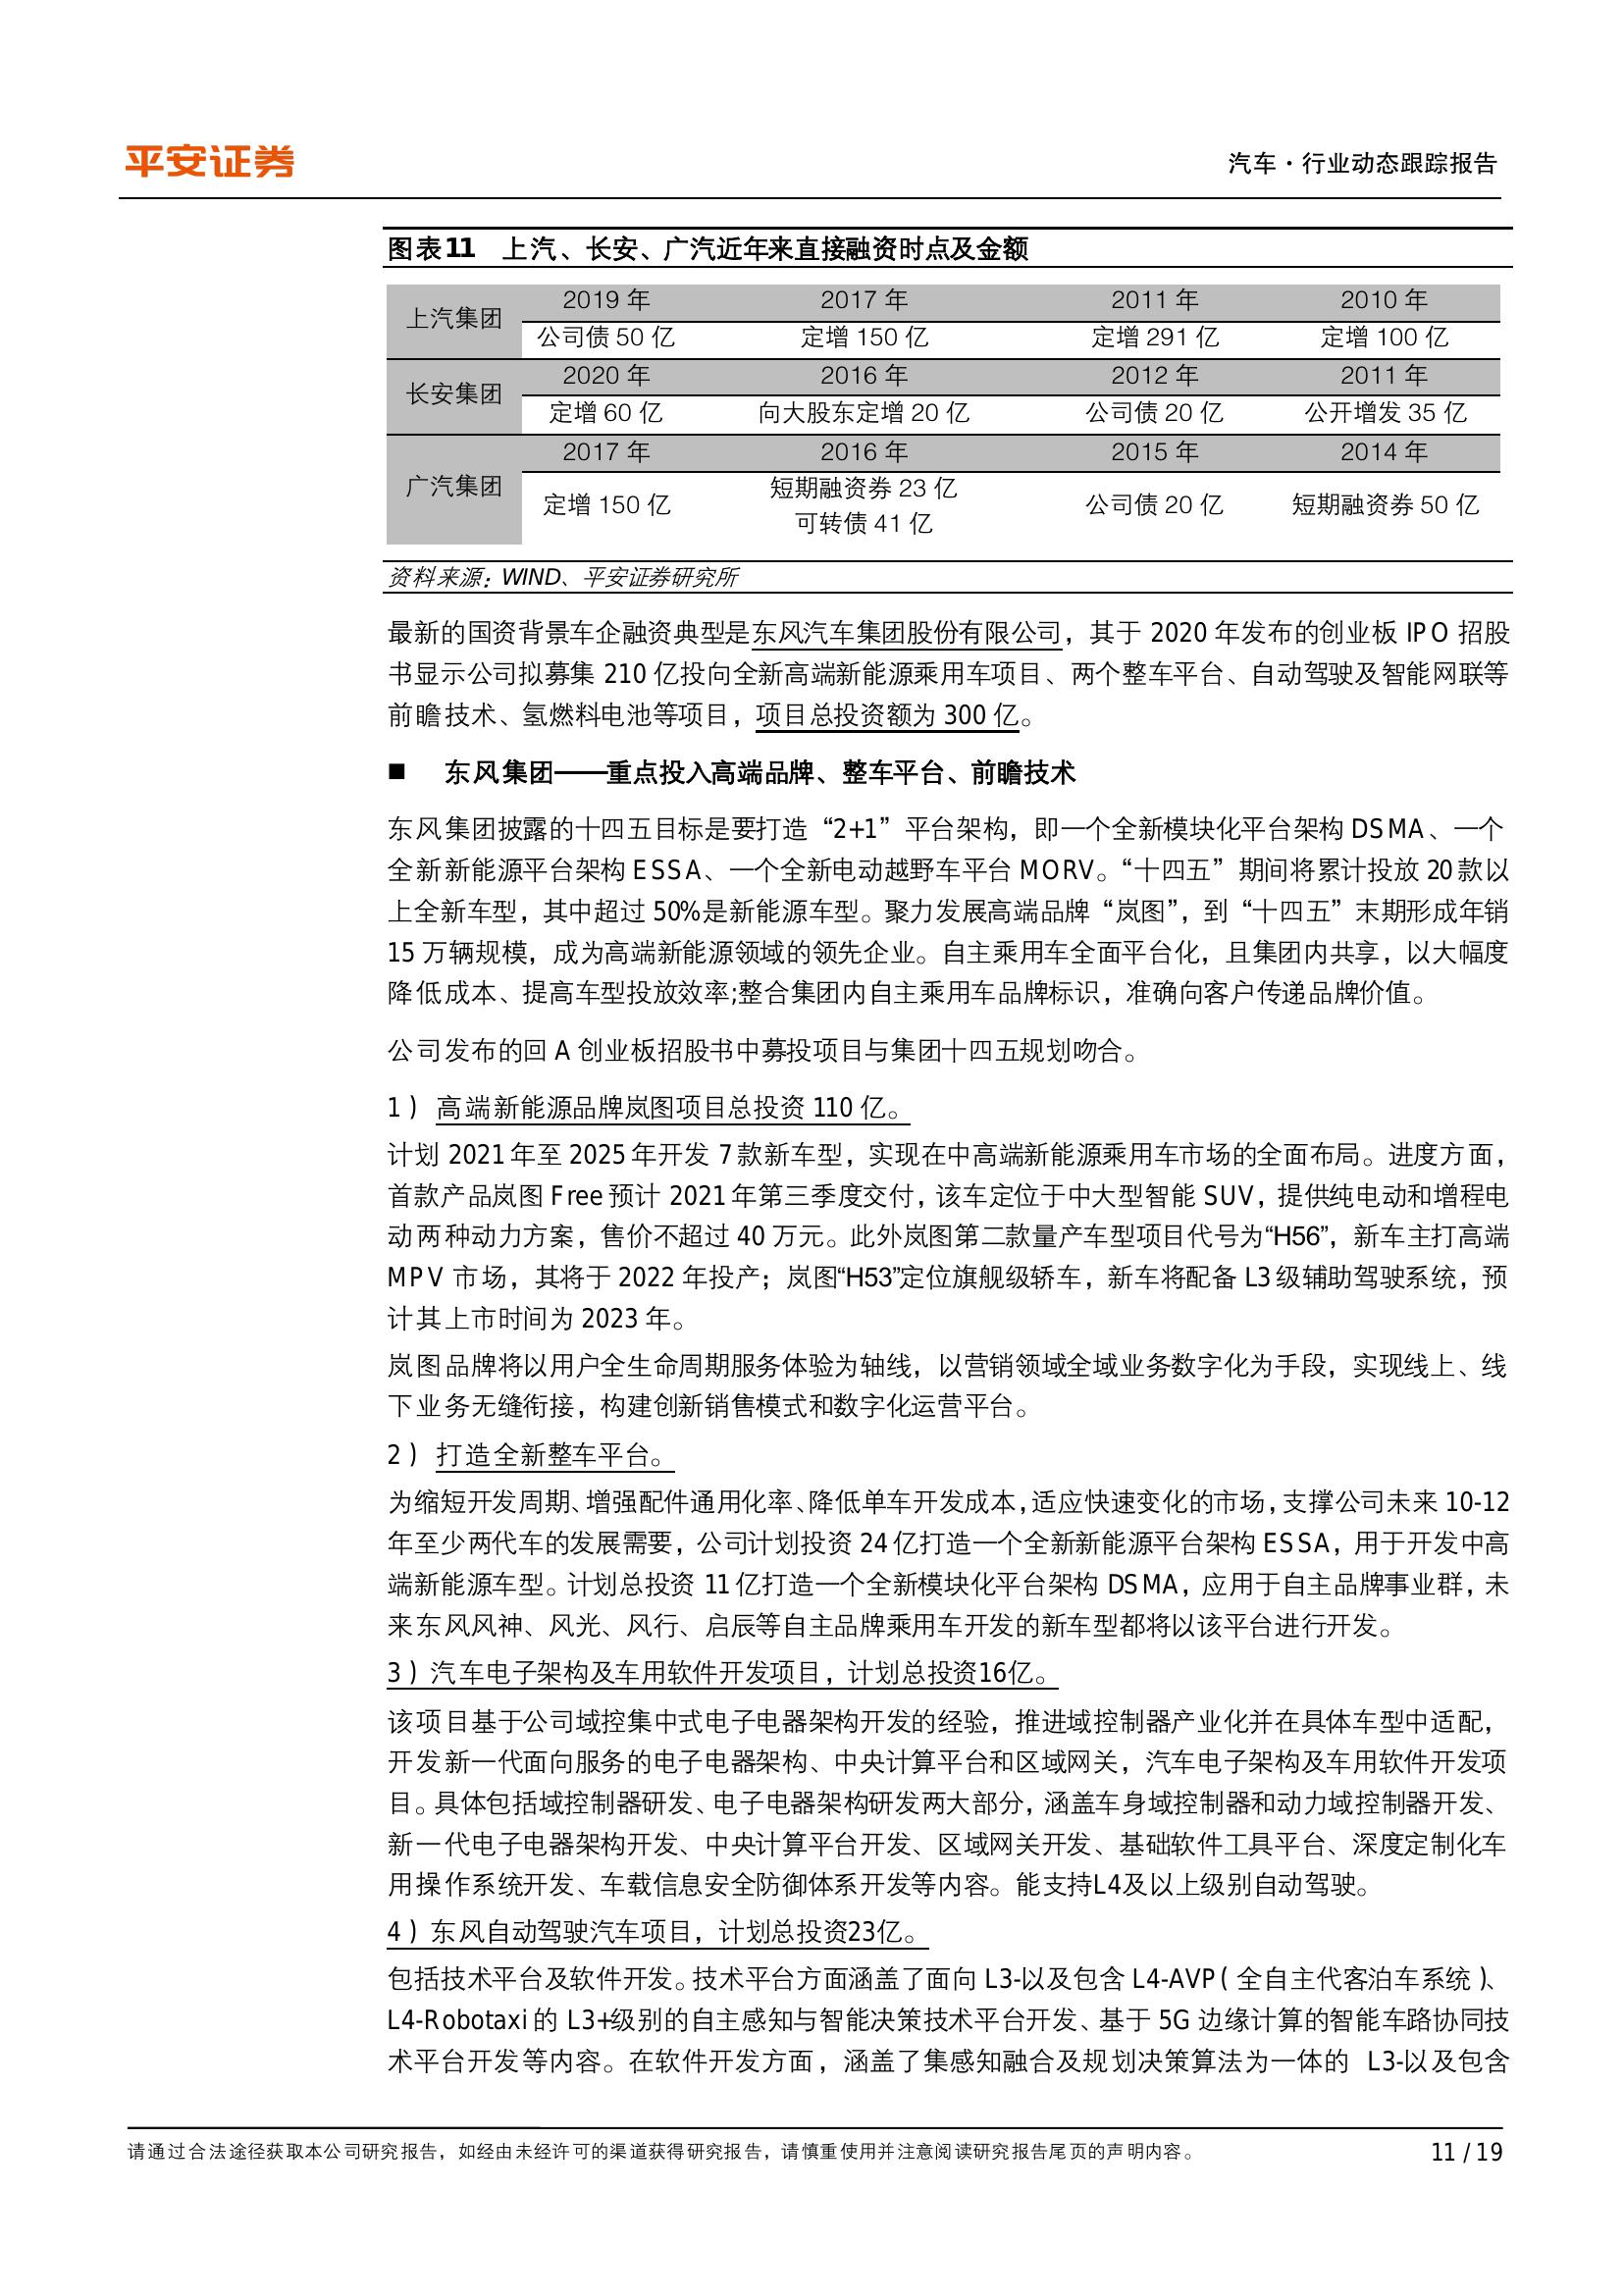 平安证券
汽车·行业动态跟踪报告
图表11 上汽、长安、广汽近年来直接融资时点及金额
上汽集团 2019 年 2017 年 2011 年 2010 年
公司债 50 亿 定增 150 亿 定增 291 亿 定增 100 亿
长安集团 2020 年 2016 年 2012 年 2011 年
定增 60 亿 向大股东定增 20 亿 公司债 20 亿 公开增发 35 亿
广汽集团 2017 年 2016 年 2015 年 2014 年
定增 150 亿 短期融资券 23 亿 公司债 20 亿 短期融资券 50 亿
可转债 41 亿
资料来源：WIND、平安证券研究所
最新的国资背景车企融资典型是东风汽车集团股份有限公司，其于 2020 年发布的创业板 IPO 招股
书显示公司拟募集 210 亿投向全新高端新能源乘用车项目、两个整车平台、自动驾驶及智能网联等
前瞻技术、氢燃料电池等项目，项目总投资额为 300 亿。
■ 东风集团——重点投入高端品牌、整车平台、前瞻技术
东风集团披露的十四五目标是要打造“2+1”平台架构，即一个全新模块化平台架构 DSMA、一个
全新新能源平台架构 ESSA、一个全新电动越野车平台 MORV。“十四五”期间将累计投放 20 款以
上全新车型，其中超过 50%是新能源车型。聚力发展高端品牌“岚图”，到“十四五”末期形成年销
15 万辆规模，成为高端新能源领域的领先企业。自主乘用车全面平台化，且集团内共享，以大幅度
降低成本、提高车型投放效率;整合集团内自主乘用车品牌标识，准确向客户传递品牌价值。
公司发布的回 A 创业板招股书中募投项目与集团十四五规划吻合。
1） 高端新能源品牌岚图项目总投资 110 亿。
计划 2021 年至 2025 年开发 7 款新车型，实现在中高端新能源乘用车市场的全面布局。进度方面，
首款产品岚图 Free 预计 2021 年第三季度交付，该车定位于中大型智能 SUV，提供纯电动和增程电
动两种动力方案，售价不超过 40 万元。此外岚图第二款量产车型项目代号为“H56”，新车主打高端
MPV 市场，其将于 2022 年投产；岚图“H53”定位旗舰级轿车，新车将配备 L3 级辅助驾驶系统，预
计其上市时间为 2023 年。
岚图品牌将以用户全生命周期服务体验为轴线，以营销领域全域业务数字化为手段，实现线上、线
下业务无缝衔接，构建创新销售模式和数字化运营平台。
2） 打造全新整车平台。
为缩短开发周期、增强配件通用化率、降低单车开发成本，适应快速变化的市场，支撑公司未来 10-12
年至少两代车的发展需要，公司计划投资 24 亿打造一个全新新能源平台架构 ESSA，用于开发中高
端新能源车型。计划总投资 11 亿打造一个全新模块化平台架构 DSMA，应用于自主品牌事业群，未
来东风风神、风光、风行、启辰等自主品牌乘用车开发的新车型都将以该平台进行开发。
3）汽车电子架构及车用软件开发项目，计划总投资16亿。
该项目基于公司域控集中式电子电器架构开发的经验，推进域控制器产业化并在具体车型中适配，
开发新一代面向服务的电子电器架构、中央计算平台和区域网关，汽车电子架构及车用软件开发项
目。具体包括域控制器研发、电子电器架构研发两大部分，涵盖车身域控制器和动力域控制器开发、
新一代电子电器架构开发、中央计算平台开发、区域网关开发、基础软件工具平台、深度定制化车
用操作系统开发、车载信息安全防御体系开发等内容。能支持L4及以上级别自动驾驶。
4）东风自动驾驶汽车项目，计划总投资23亿。
包括技术平台及软件开发。技术平台方面涵盖了面向 L3-以及包含 L4-AVP（全自主代客泊车系统）、
L4-Robotaxi 的 L3+级别的自主感知与智能决策技术平台开发、基于 5G 边缘计算的智能车路协同技
术平台开发等内容。在软件开发方面，涵盖了集感知融合及规划决策算法为一体的 L3-以及包含
请通过合法途径获取本公司研究报告，如经由未经许可的渠道获得研究报告，请慎重使用并注意阅读研究报告尾页的声明内容。
11 / 19